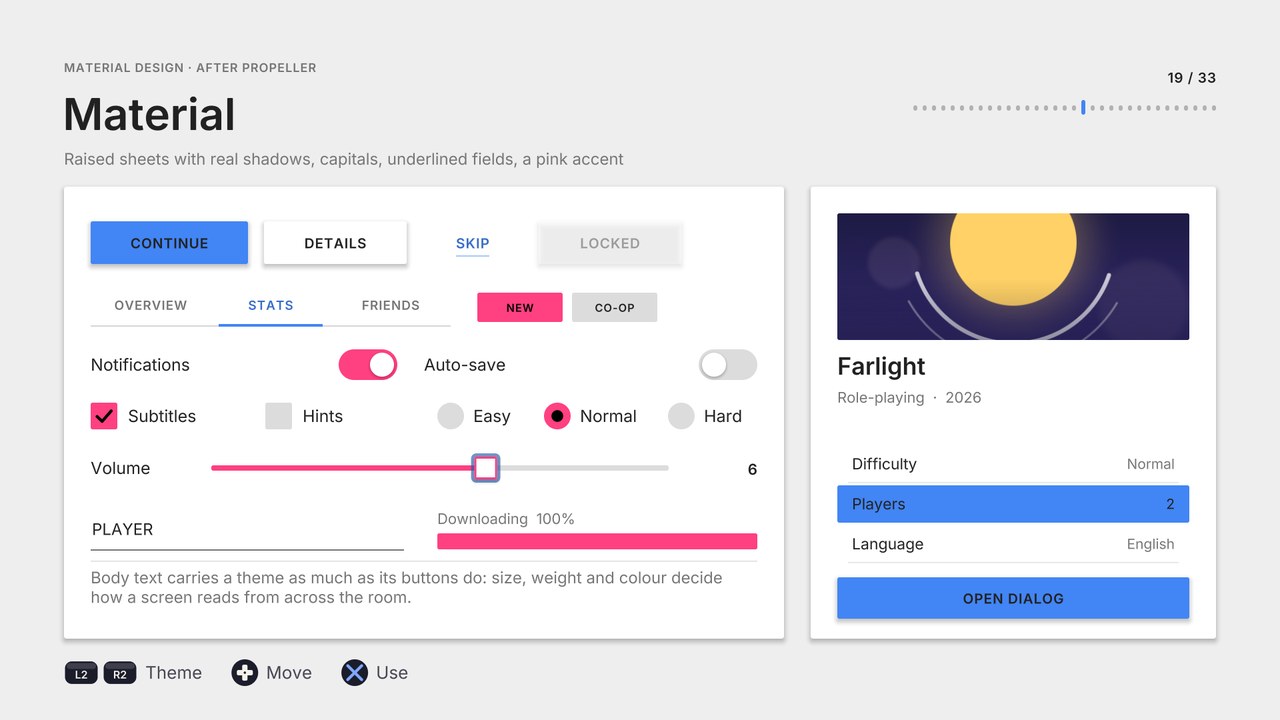 MATERIAL DESIGN · AFTER PROPELLER
19 / 33
Material
Raised sheets with real shadows, capitals, underlined fields, a pink accent
CONTINUE
DETAILS
SKIP
LOCKED
OVERVIEW
STATS
FRIENDS
NEW
CO-OP
Notifications
Auto-save
Subtitles
Hints
Easy
Normal
Hard
Volume
6
PLAYER
Downloading 100%
Body text carries a theme as much as its buttons do: size, weight and colour decide
how a screen reads from across the room.
Farlight
Role-playing · 2026
Difficulty
Normal
Players
2
Language
English
OPEN DIALOG
L2
R2
Theme
Move
Use